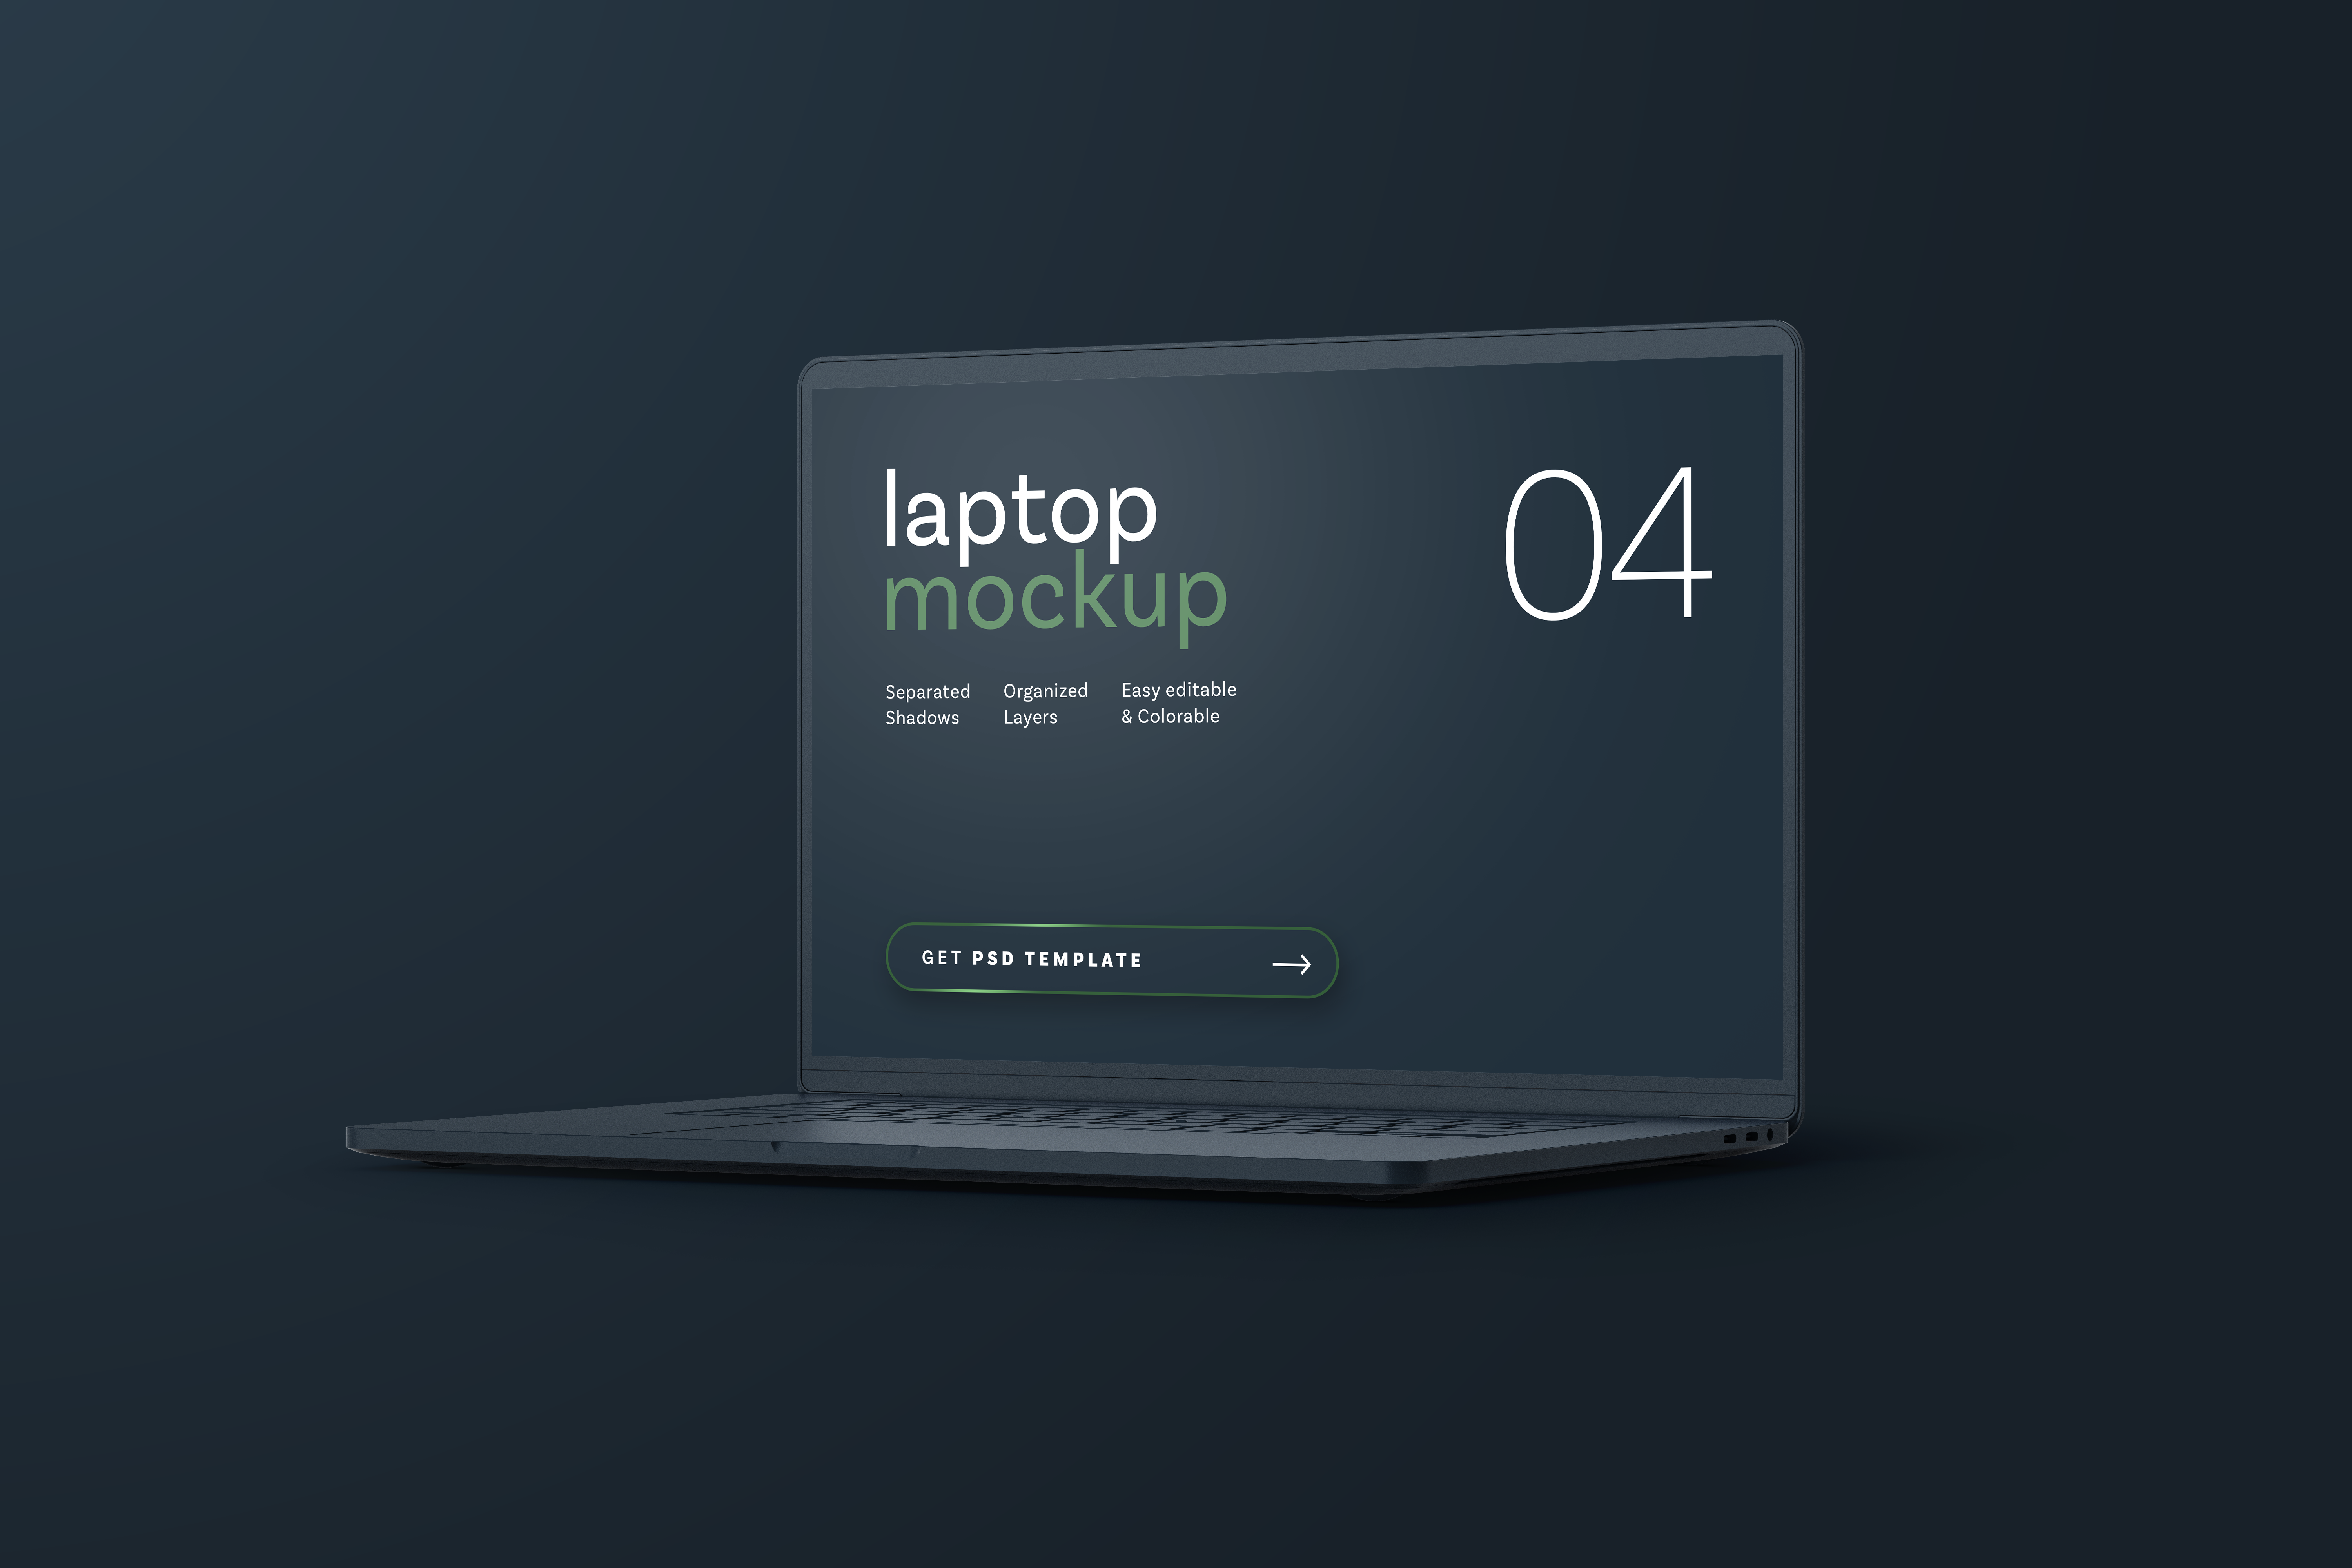 laptop
mockup
04
Separated
Shadows
Organized
Layers
Easy editable
& Colorable
GET PSD TEMPLATE